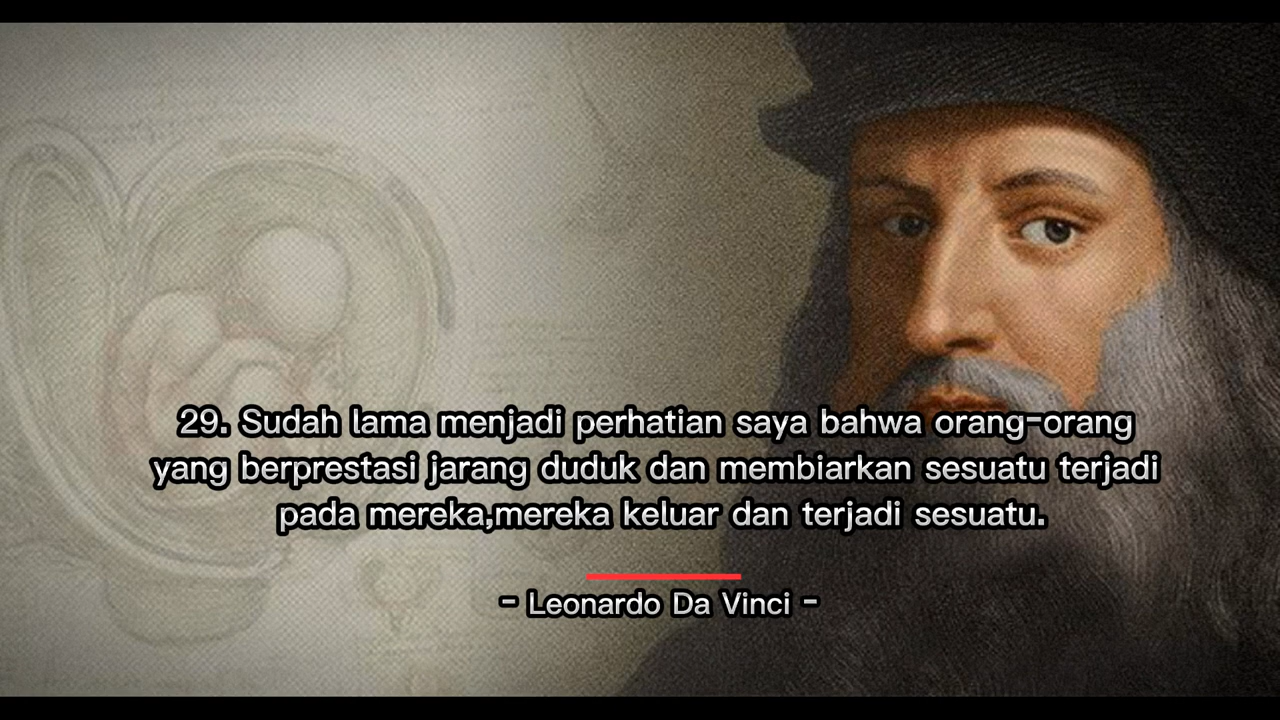 29. Sudah lama menjadi perhatian saya bahwa orang-orang
yang berprestasi jarang duduk dan membiarkan sesuatu terjadi
pada mereka,mereka keluar dan terjadi sesuatu.
- Leonardo Da Vinci -